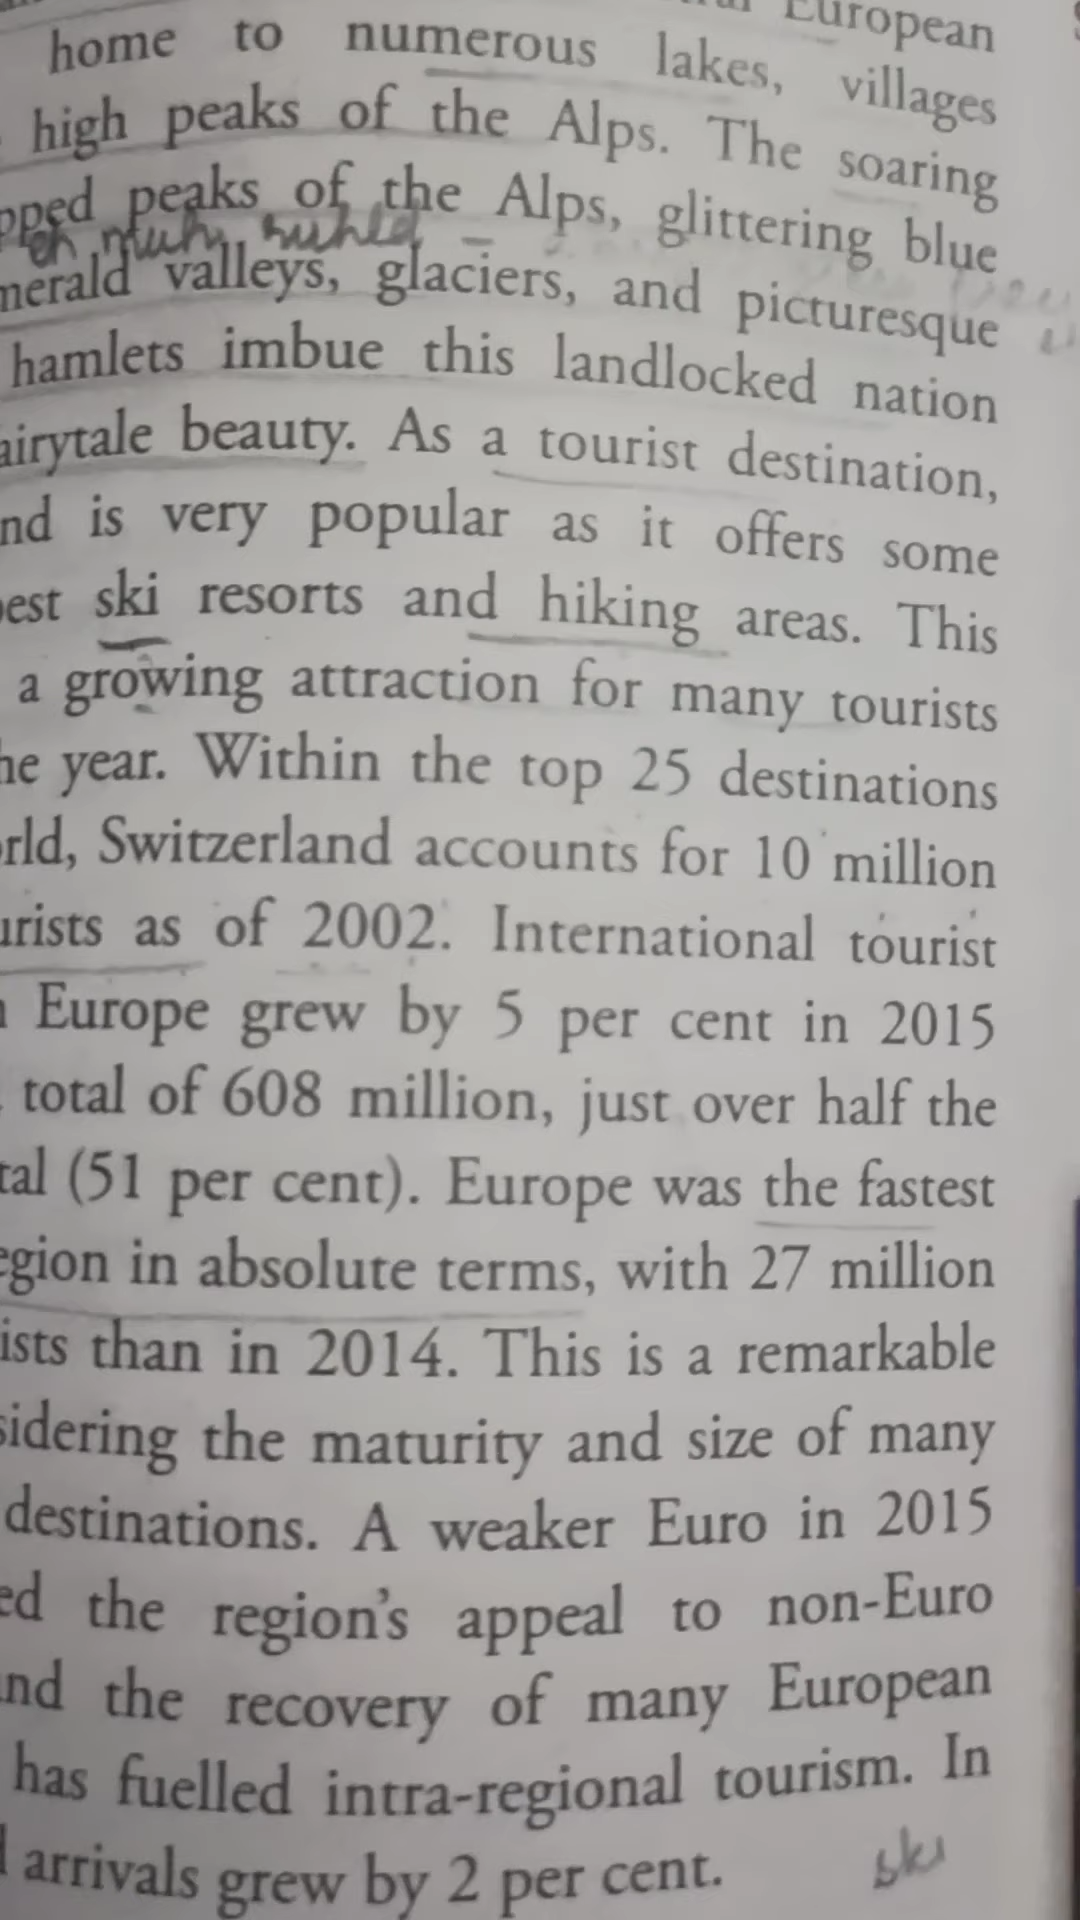 European
home to numerous lakes, villages
high peaks of the Alps. The soaring
pped peaks of the Alps, glittering blue
merald valleys, glaciers, and picturesque
hamlets imbue this landlocked nation
airytale beauty. As a tourist destination,
nd is very popular as it offers some
est ski resorts and hiking areas. This
a growing attraction for many tourists
he year. Within the top 25 destinations
rld, Switzerland accounts for 10 million
urists as of 2002. International tourist
Europe grew by 5 per cent in 2015
total of 608 million, just over half the
tal (51 per cent). Europe was the fastest
egion in absolute terms, with 27 million
ists than in 2014. This is a remarkable
sidering the maturity and size of many
destinations. A weaker Euro in 2015
ed the region's appeal to non-Euro
nd the recovery of many European
has fuelled intra-regional tourism. In
arrivals grew by 2 per cent.
ski